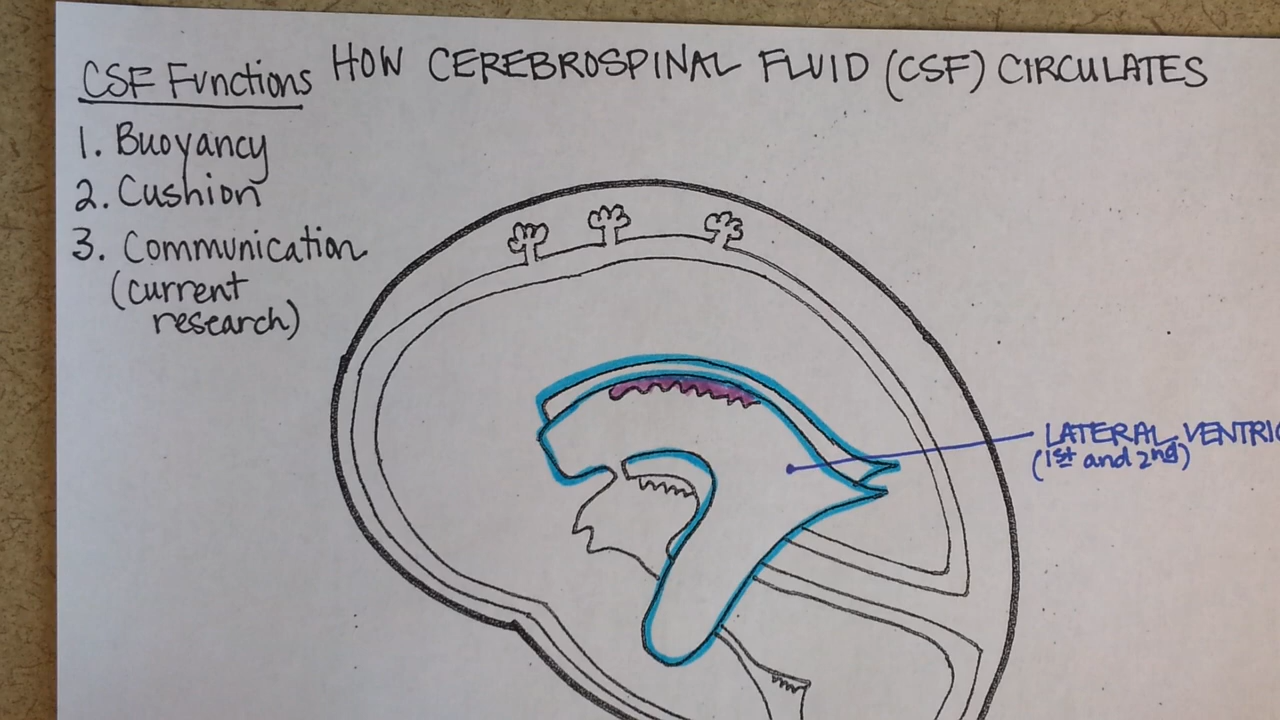 HOW CEREBROSPINAL FLUID (CSF) CIRCULATES
CSF Functions
1. Buoyancy
2. Cushion
3. Communication
(current
research)
LATERAL VENTRIC
(1st and 2nd)